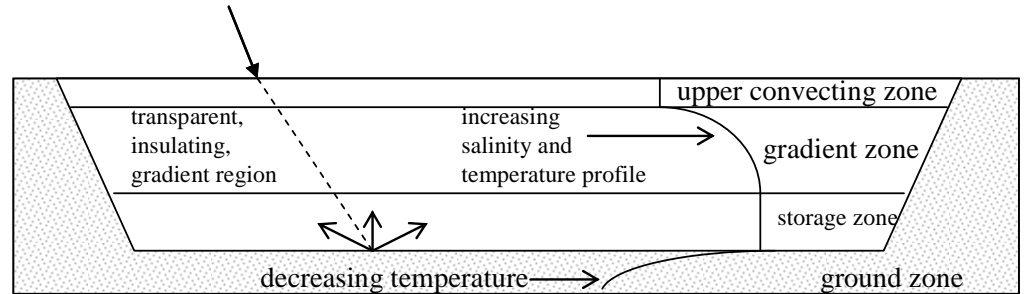 upper convecting zone
transparent,
insulating,
gradient region
increasing
salinity and
temperature profile
gradient zone
storage zone
decreasing temperature
ground zone